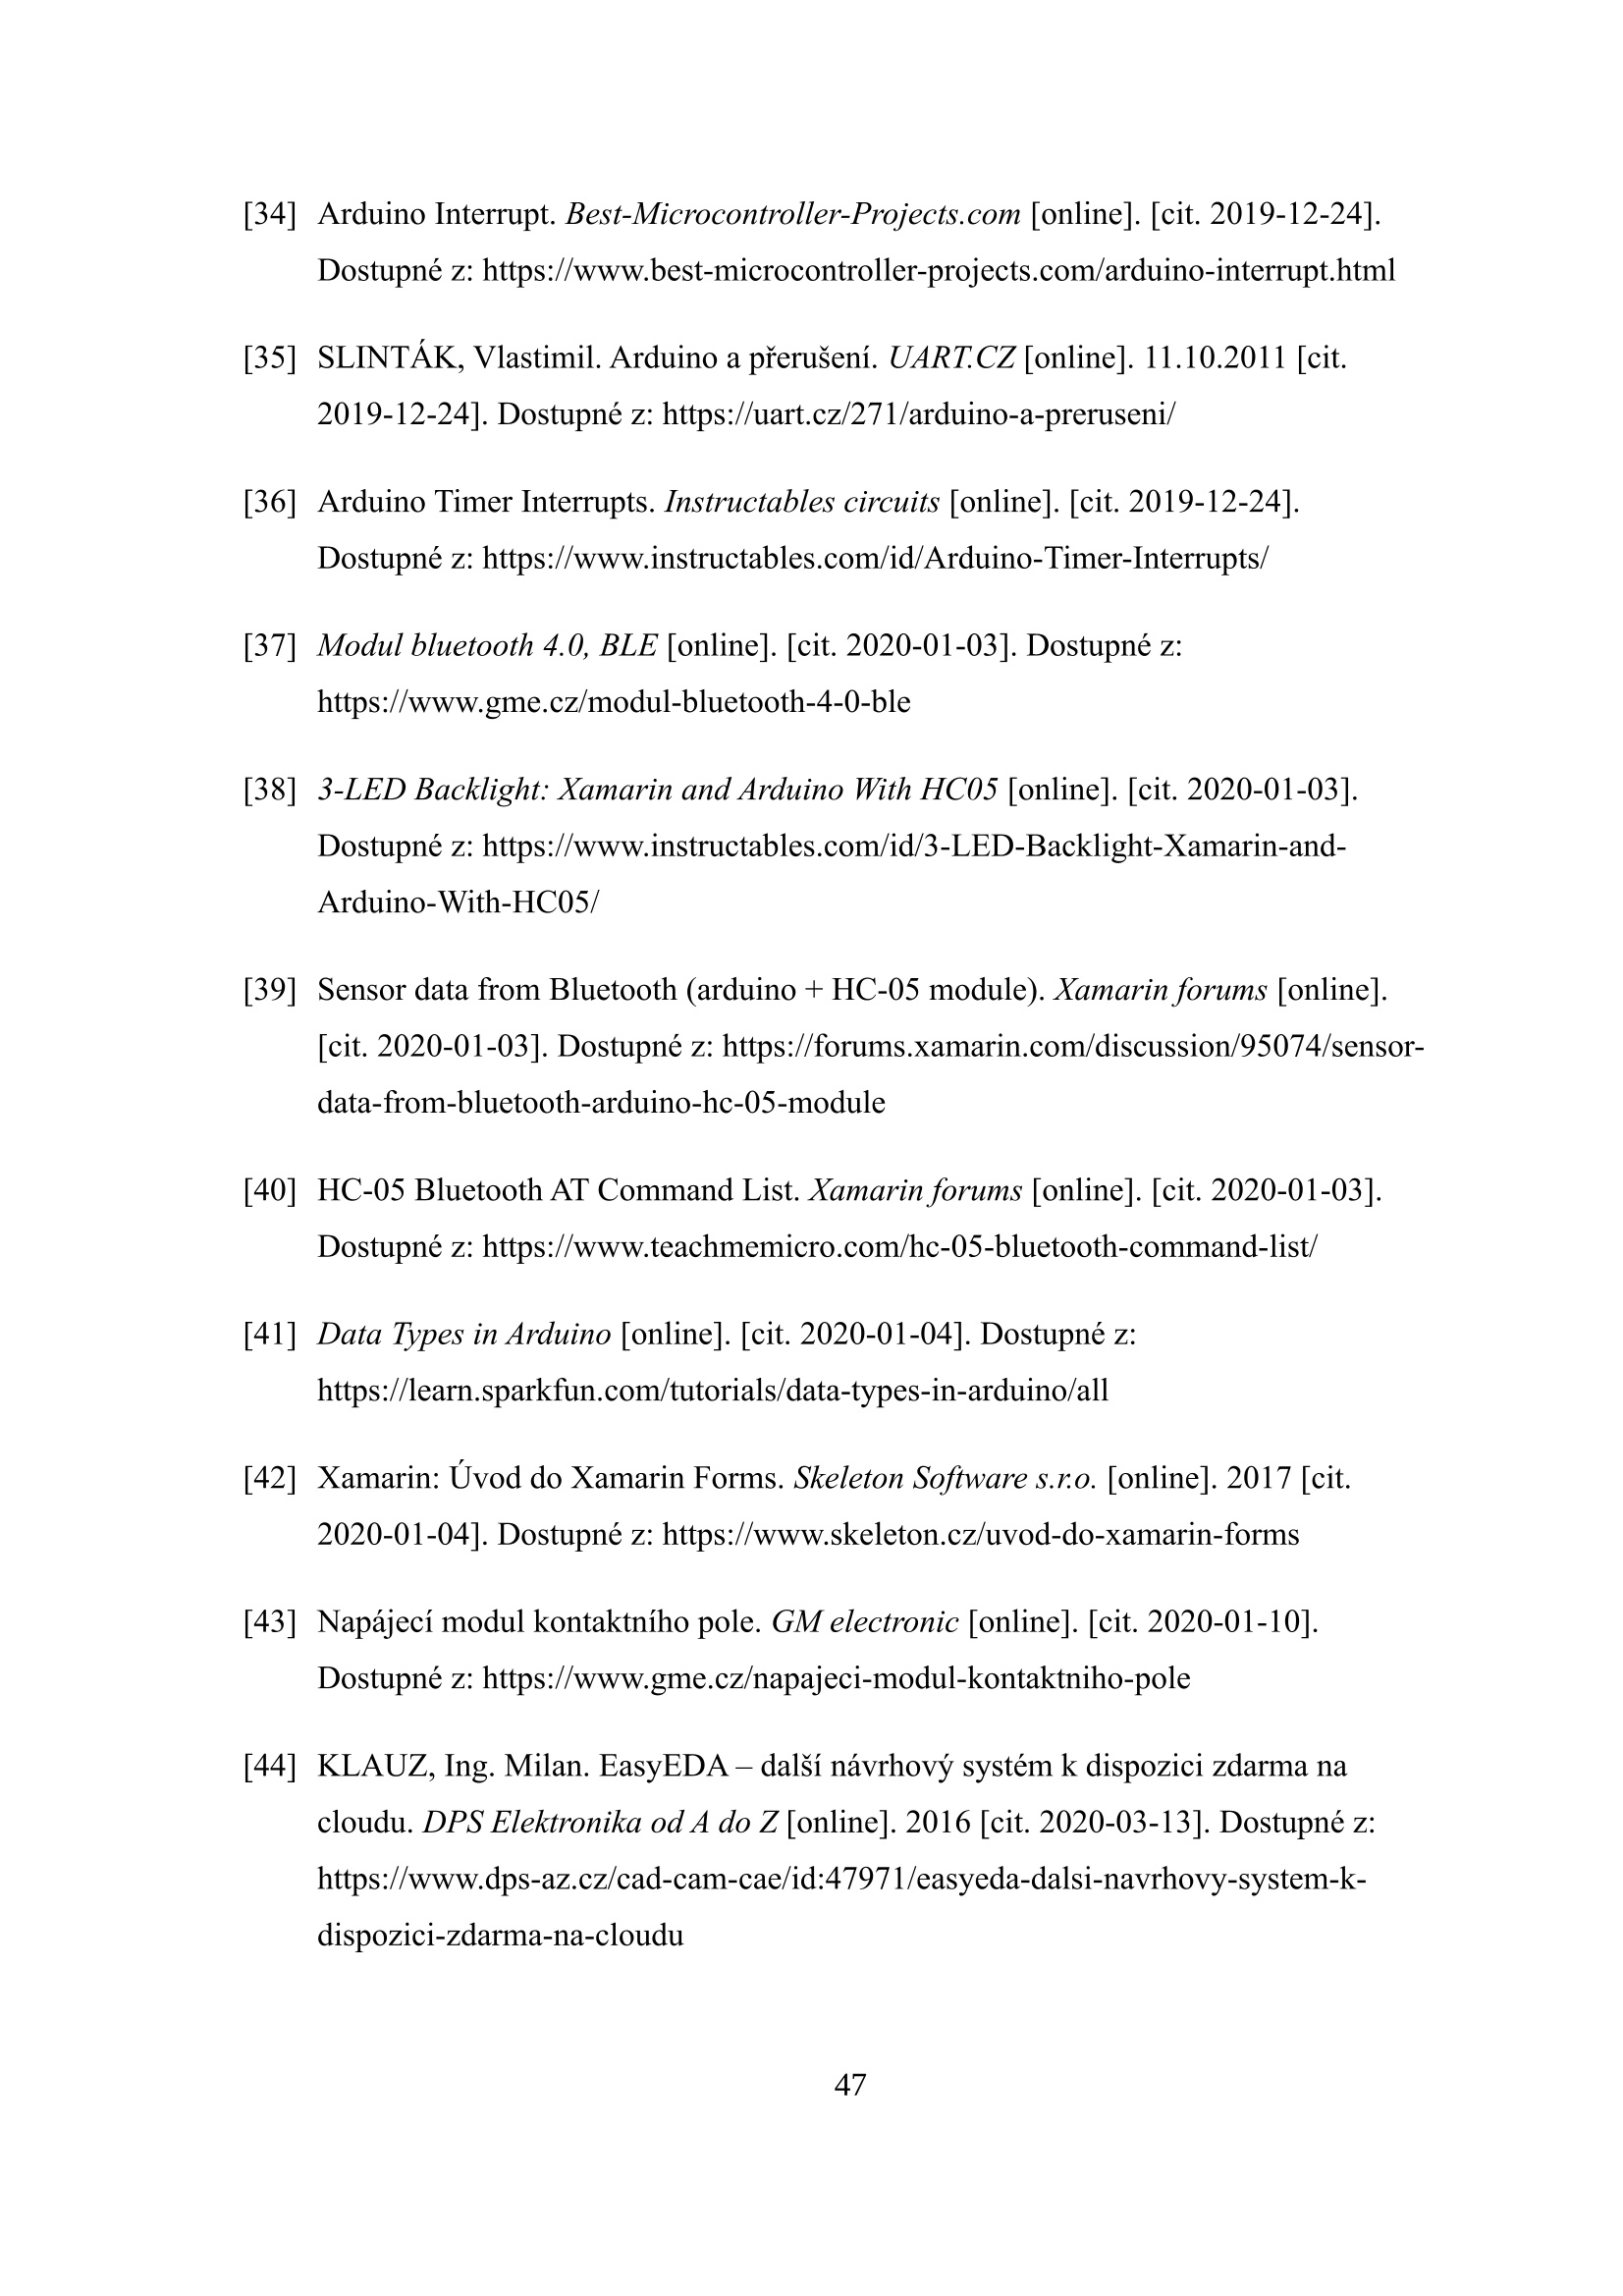 [34] Arduino Interrupt. Best-Microcontroller-Projects.com [online]. [cit. 2019-12-24].
Dostupné z: https://www.best-microcontroller-projects.com/arduino-interrupt.html
[35] SLINTÁK, Vlastimil. Arduino a přerušení. UART.CZ [online]. 11.10.2011 [cit.
2019-12-24]. Dostupné z: https://uart.cz/271/arduino-a-preruseni/
[36] Arduino Timer Interrupts. Instructables circuits [online]. [cit. 2019-12-24].
Dostupné z: https://www.instructables.com/id/Arduino-Timer-Interrupts/
[37] Modul bluetooth 4.0, BLE [online]. [cit. 2020-01-03]. Dostupné z:
https://www.gme.cz/modul-bluetooth-4-0-ble
[38] 3-LED Backlight: Xamarin and Arduino With HC05 [online]. [cit. 2020-01-03].
Dostupné z: https://www.instructables.com/id/3-LED-Backlight-Xamarin-and-
Arduino-With-HC05/
[39] Sensor data from Bluetooth (arduino + HC-05 module). Xamarin forums [online].
[cit. 2020-01-03]. Dostupné z: https://forums.xamarin.com/discussion/95074/sensor-
data-from-bluetooth-arduino-hc-05-module
[40] HC-05 Bluetooth AT Command List. Xamarin forums [online]. [cit. 2020-01-03].
Dostupné z: https://www.teachmemicro.com/hc-05-bluetooth-command-list/
[41] Data Types in Arduino [online]. [cit. 2020-01-04]. Dostupné z:
https://learn.sparkfun.com/tutorials/data-types-in-arduino/all
[42] Xamarin: Úvod do Xamarin Forms. Skeleton Software s.r.o. [online]. 2017 [cit.
2020-01-04]. Dostupné z: https://www.skeleton.cz/uvod-do-xamarin-forms
[43] Napájecí modul kontaktního pole. GM electronic [online]. [cit. 2020-01-10].
Dostupné z: https://www.gme.cz/napajeci-modul-kontaktniho-pole
[44] KLAUZ, Ing. Milan. EasyEDA – další návrhový systém k dispozici zdarma na
cloudu. DPS Elektronika od A do Z [online]. 2016 [cit. 2020-03-13]. Dostupné z:
https://www.dps-az.cz/cad-cam-cae/id:47971/easyeda-dalsi-navrhovy-system-k-
dispozici-zdarma-na-cloudu
47